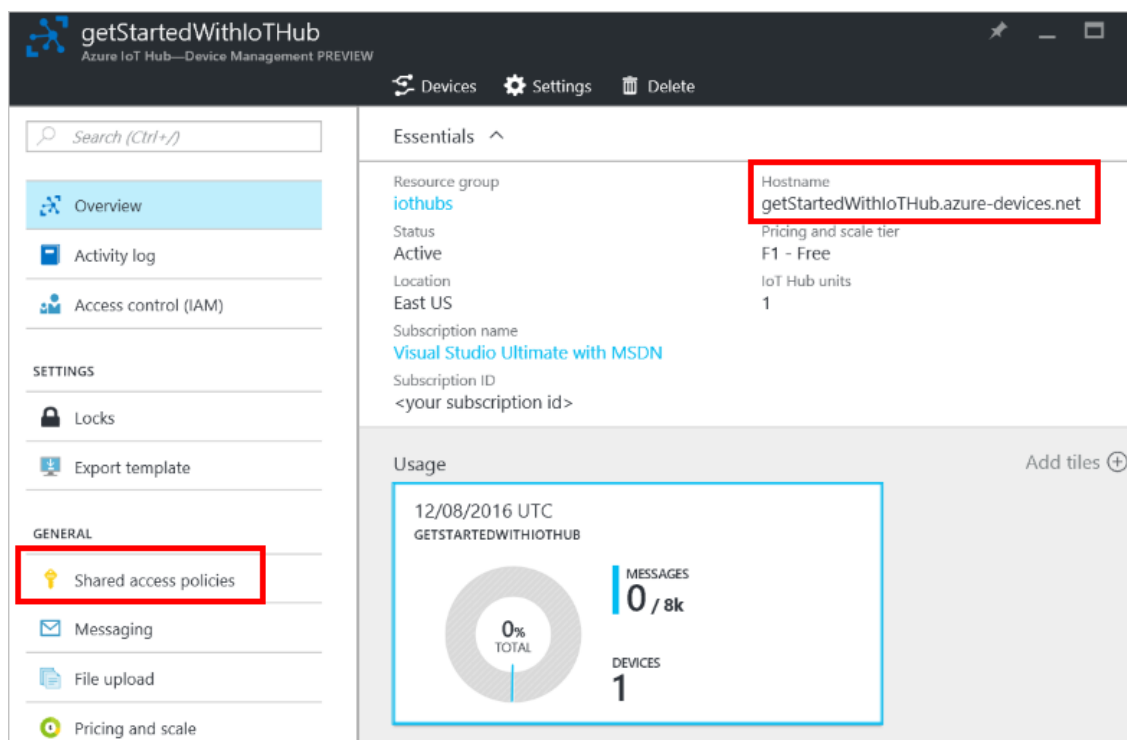 getStartedWithIoTHub
Azure IoT Hub—Device Management PREVIEW
Devices
Settings
Delete
Search (Ctrl+/)
Overview
Activity log
Access control (IAM)
SETTINGS
Locks
Export template
GENERAL
Shared access policies
Messaging
File upload
Pricing and scale
Essentials
Resource group
iothubs
Status
Active
Location
East US
Subscription name
Visual Studio Ultimate with MSDN
Subscription ID
<your subscription id>
Hostname
getStartedWithIoTHub.azure-devices.net
Pricing and scale tier
F1 - Free
IoT Hub units
1
Usage
Add tiles
12/08/2016 UTC
GETSTARTEDWITHIOTHUB
0%
TOTAL
MESSAGES
0 / 8k
DEVICES
1